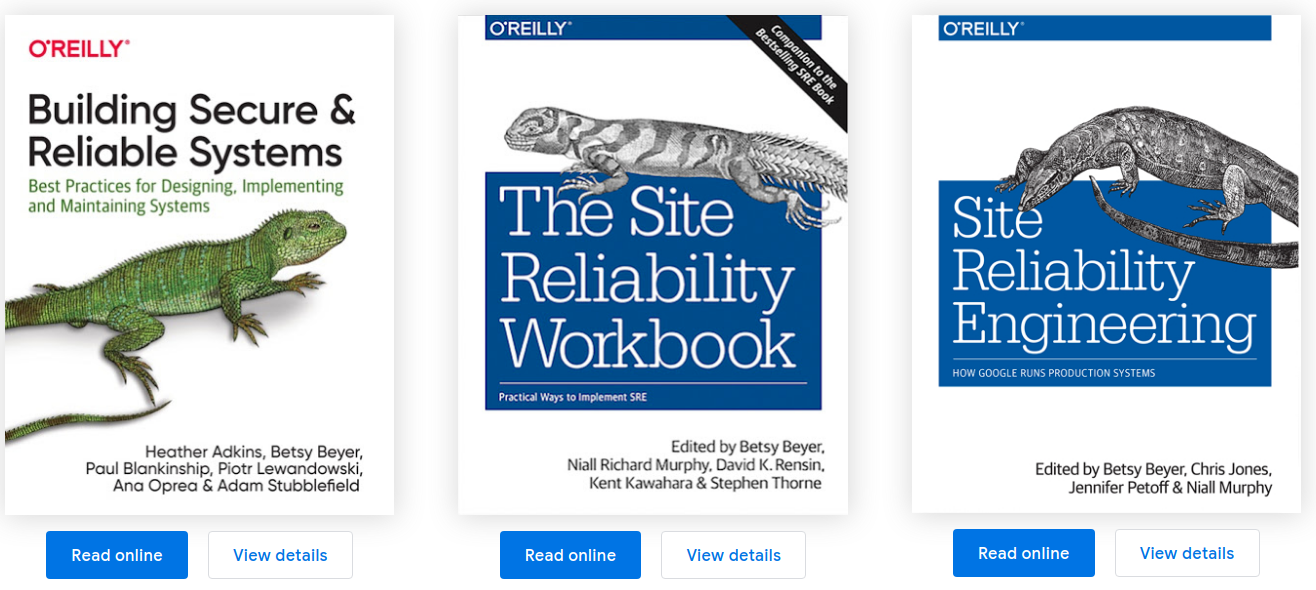 O'REILLY®
Building Secure &
Reliable Systems
Best Practices for Designing, Implementing
and Maintaining Systems
Heather Adkins, Betsy Beyer,
Paul Blankinship, Piotr Lewandowski,
Ana Oprea & Adam Stubblefield
Read online
View details
O'REILLY®
Companion to the
Bestselling SRE Book
The Site
Reliability
Workbook
Practical Ways to Implement SRE
Edited by Betsy Beyer,
Niall Richard Murphy, David K. Rensin,
Kent Kawahara & Stephen Thorne
Read online
View details
O'REILLY®
Site
Reliability
Engineering
HOW GOOGLE RUNS PRODUCTION SYSTEMS
Edited by Betsy Beyer, Chris Jones,
Jennifer Petoff & Niall Murphy
Read online
View details